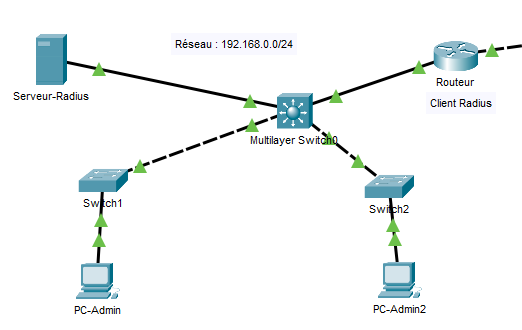 Réseau : 192.168.0.0/24
Serveur-Radius
Routeur
Client Radius
Multilayer Switch0
Switch1
Switch2
PC-Admin
PC-Admin2